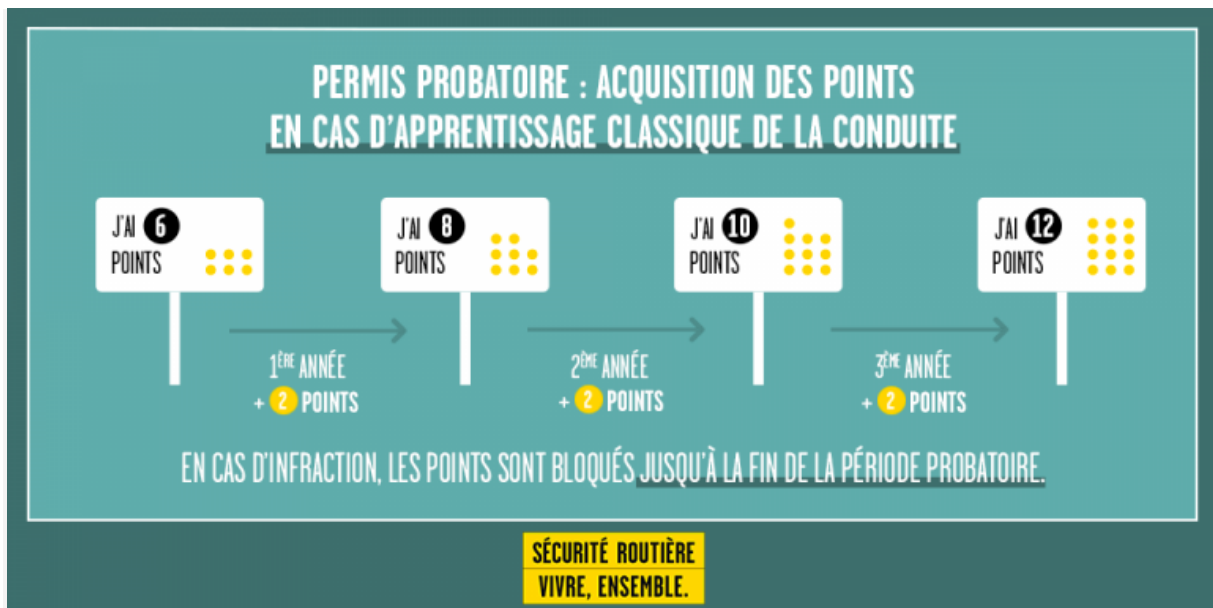 PERMIS PROBATOIRE : ACQUISITION DES POINTS
EN CAS D'APPRENTISSAGE CLASSIQUE DE LA CONDUITE
J'AI 6
POINTS
J'AI 8
POINTS
J'AI 10
POINTS
J'AI 12
POINTS
1ÈRE ANNÉE
+ 2 POINTS
2ÈME ANNÉE
+ 2 POINTS
3ÈME ANNÉE
+ 2 POINTS
EN CAS D'INFRACTION, LES POINTS SONT BLOQUÉS JUSQU'À LA FIN DE LA PÉRIODE PROBATOIRE.
SÉCURITÉ ROUTIÈRE
VIVRE, ENSEMBLE.